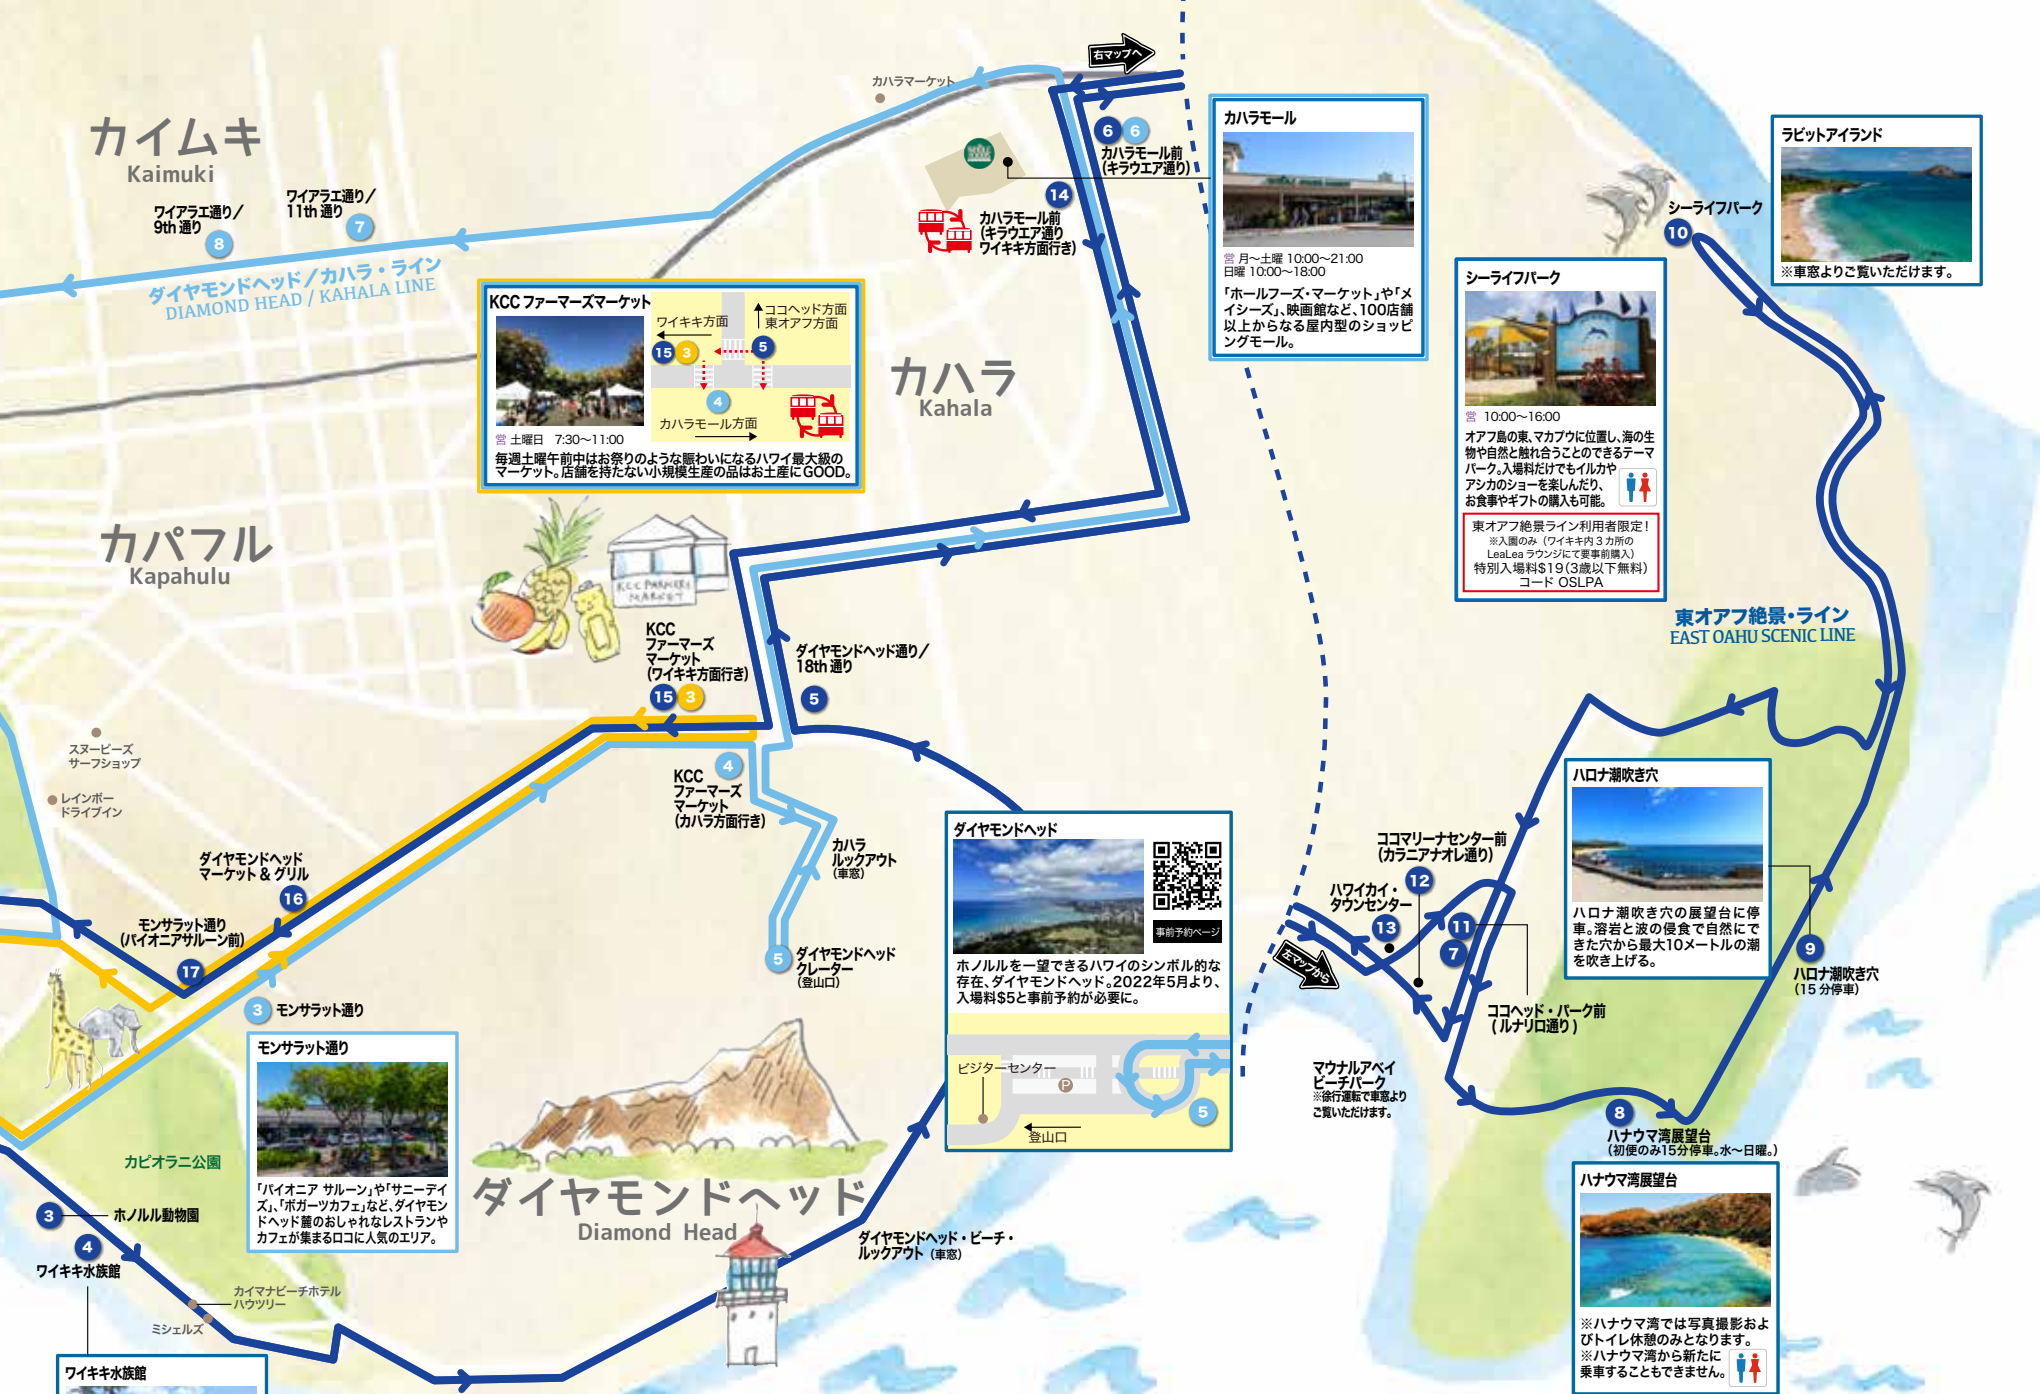 右マップへ
カハラマーケット
カイムキ
Kaimuki
ワイアラエ通り/
9th 通り
8
ワイアラエ通り/
11th 通り
7
ダイヤモンドヘッド/カハラ・ライン
DIAMOND HEAD / KAHALA LINE
6
6
カハラモール前
(キラウエア通り)
14
カハラモール前
(キラウエア通り
ワイキキ方面行き)
カハラモール
営 月〜土曜 10:00〜21:00
日曜 10:00〜18:00
「ホールフーズ・マーケット」や「メ
イシーズ」、映画館など、100店舗
以上からなる屋内型のショッピ
ングモール。
ラビットアイランド
※車窓よりご覧いただけます。
シーライフパーク
10
シーライフパーク
営 10:00〜16:00
オアフ島の東、マカプウに位置し、海の生
物や自然と触れ合うことのできるテーマ
パーク。入場料だけでもイルカや
アシカのショーを楽しんだり、
お食事やギフトの購入も可能。
東オアフ絶景ライン利用者限定!
※入園のみ(ワイキキ内3カ所の
LeaLea ラウンジにて要事前購入)
特別入場料$19(3歳以下無料)
コード OSLPA
東オアフ絶景・ライン
EAST OAHU SCENIC LINE
KCC ファーマーズマーケット
ワイキキ方面
15
3
ココヘッド方面
東オアフ方面
5
4
カハラモール方面
営 土曜日 7:30〜11:00
毎週土曜午前中はお祭りのような賑わいになるハワイ最大級の
マーケット。店舗を持たない小規模生産の品はお土産にGOOD。
カハラ
Kahala
カパフル
Kapahulu
KCC FARMERS
MARKET
KCC
ファーマーズ
マーケット
(ワイキキ方面行き)
15
3
ダイヤモンドヘッド通り/
18th 通り
5
スヌーピーズ
サーフショップ
レインボー
ドライブイン
KCC
ファーマーズ
マーケット
(カハラ方面行き)
4
カハラ
ルックアウト
(車窓)
ダイヤモンドヘッド
マーケット & グリル
16
モンサラット通り
(パイオニアサルーン前)
17
5
ダイヤモンドヘッド
クレーター
(登山口)
3
モンサラット通り
モンサラット通り
「パイオニア サルーン」や「サニーデイ
ズ」、「ボガーツカフェ」など、ダイヤモン
ドヘッド麓のおしゃれなレストランや
カフェが集まるロコに人気のエリア。
ダイヤモンドヘッド
事前予約ページ
ホノルルを一望できるハワイのシンボル的な
存在、ダイヤモンドヘッド。2022年5月より、
入場料$5と事前予約が必要に。
ビジターセンター
P
5
登山口
ココマリーナセンター前
(カラニアナオレ通り)
12
ハワイカイ・
タウンセンター
13
11
7
左マップから
ココヘッド・パーク前
(ルナリロ通り)
ハロナ潮吹き穴
ハロナ潮吹き穴の展望台に停
車。溶岩と波の侵食で自然にで
きた穴から最大10メートルの潮
を吹き上げる。
9
ハロナ潮吹き穴
(15 分停車)
マウナルアベイ
ビーチパーク
※徐行運転で車窓より
ご覧いただけます。
8
ハナウマ湾展望台
(初便のみ15分停車。水〜日曜。)
ハナウマ湾展望台
※ハナウマ湾では写真撮影およ
びトイレ休憩のみとなります。
※ハナウマ湾から新たに
乗車することもできません。
カピオラニ公園
3
ホノルル動物園
4
ワイキキ水族館
カイマナビーチホテル
ハウツリー
ミシェルズ
ワイキキ水族館
ダイヤモンドヘッド
Diamond Head
ダイヤモンドヘッド・ビーチ・
ルックアウト(車窓)